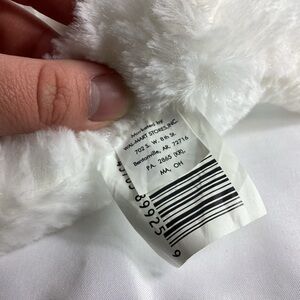 Marketed by
WAL-MART STORES, INC.
702 S. W. 8th St.
Bentonville, AR 72716
PA. 2865 (KR),
MA, OH